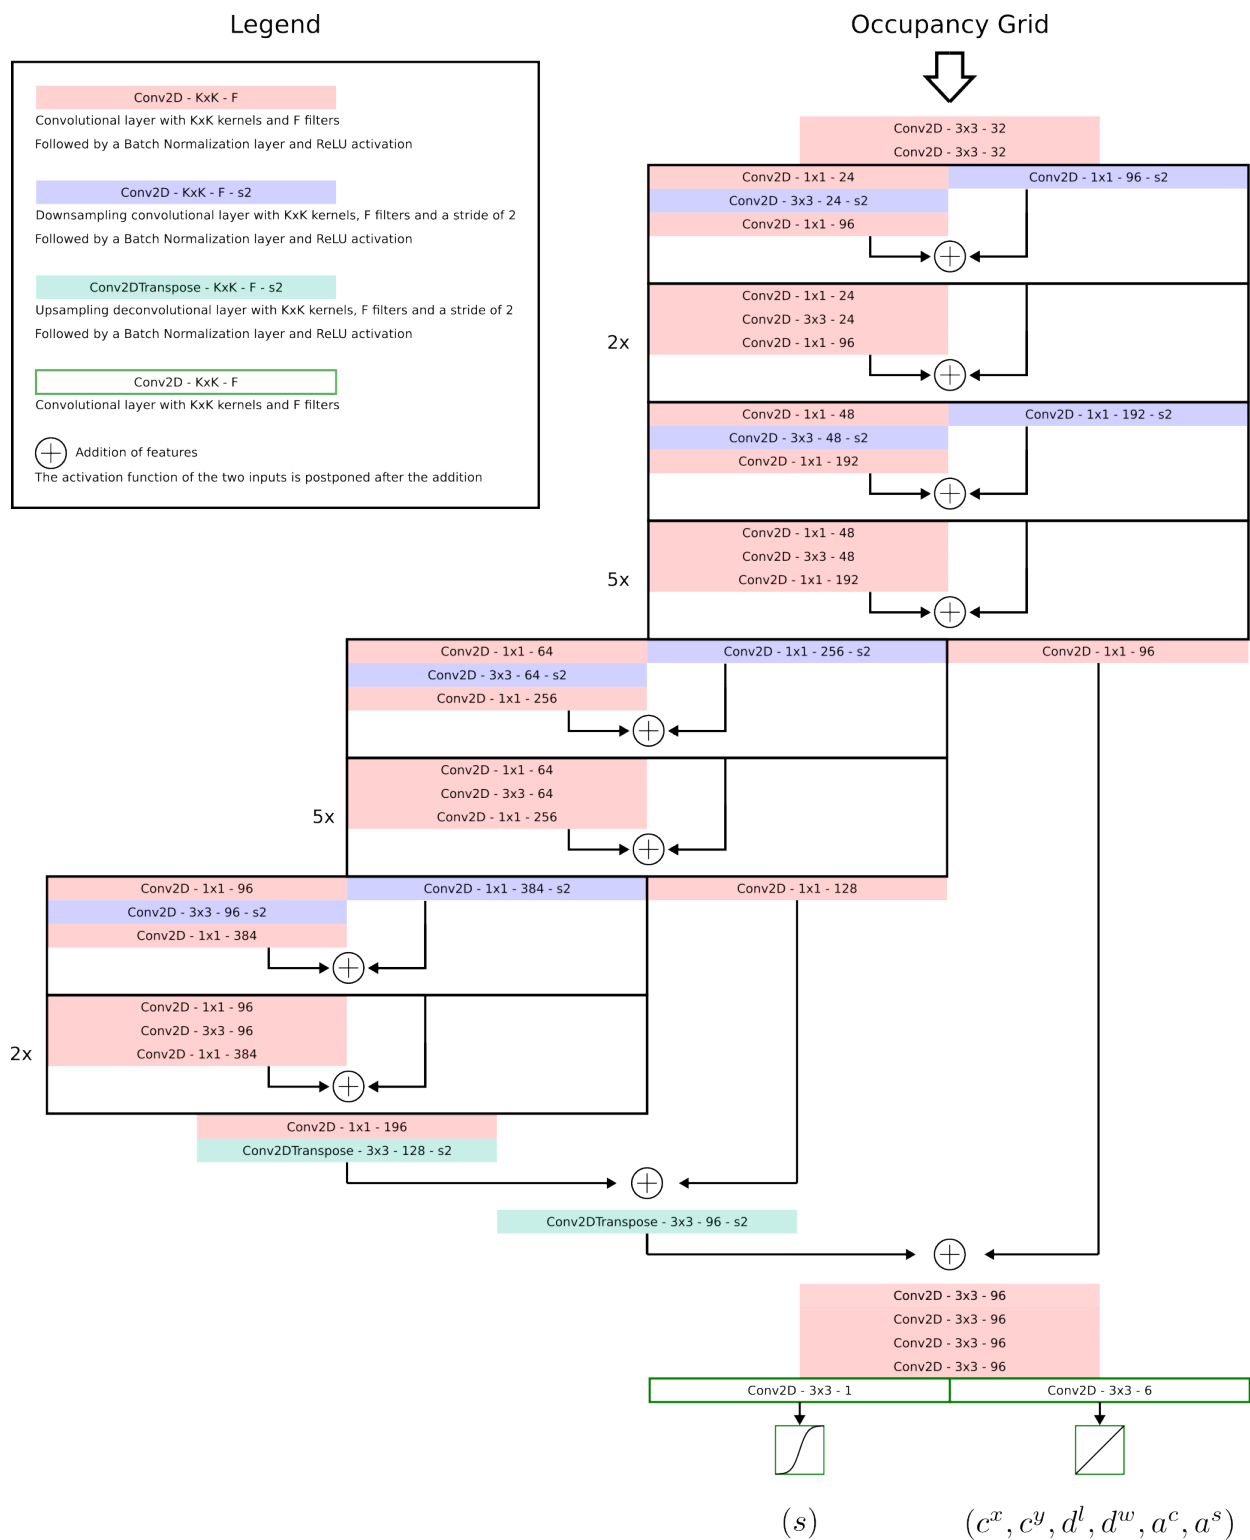 Legend
Conv2D - KxK - F
Convolutional layer with KxK kernels and F filters
Followed by a Batch Normalization layer and ReLU activation
Conv2D - KxK - F - s2
Downsampling convolutional layer with KxK kernels, F filters and a stride of 2
Followed by a Batch Normalization layer and ReLU activation
Conv2DTranspose - KxK - F - s2
Upsampling deconvolutional layer with KxK kernels, F filters and a stride of 2
Followed by a Batch Normalization layer and ReLU activation
Conv2D - KxK - F
Convolutional layer with KxK kernels and F filters
Addition of features
The activation function of the two inputs is postponed after the addition
Occupancy Grid
Conv2D - 3x3 - 32
Conv2D - 3x3 - 32
Conv2D - 1x1 - 24
Conv2D - 1x1 - 96 - s2
Conv2D - 3x3 - 24 - s2
Conv2D - 1x1 - 96
2x
Conv2D - 1x1 - 24
Conv2D - 3x3 - 24
Conv2D - 1x1 - 96
Conv2D - 1x1 - 48
Conv2D - 1x1 - 192 - s2
Conv2D - 3x3 - 48 - s2
Conv2D - 1x1 - 192
5x
Conv2D - 1x1 - 48
Conv2D - 3x3 - 48
Conv2D - 1x1 - 192
Conv2D - 1x1 - 64
Conv2D - 1x1 - 256 - s2
Conv2D - 1x1 - 96
Conv2D - 3x3 - 64 - s2
Conv2D - 1x1 - 256
5x
Conv2D - 1x1 - 64
Conv2D - 3x3 - 64
Conv2D - 1x1 - 256
Conv2D - 1x1 - 96
Conv2D - 1x1 - 384 - s2
Conv2D - 1x1 - 128
Conv2D - 3x3 - 96 - s2
Conv2D - 1x1 - 384
2x
Conv2D - 1x1 - 96
Conv2D - 3x3 - 96
Conv2D - 1x1 - 384
Conv2D - 1x1 - 196
Conv2DTranspose - 3x3 - 128 - s2
Conv2DTranspose - 3x3 - 96 - s2
Conv2D - 3x3 - 96
Conv2D - 3x3 - 96
Conv2D - 3x3 - 96
Conv2D - 3x3 - 96
Conv2D - 3x3 - 1
Conv2D - 3x3 - 6
(s)
(c^x, c^y, d^l, d^w, a^c, a^s)